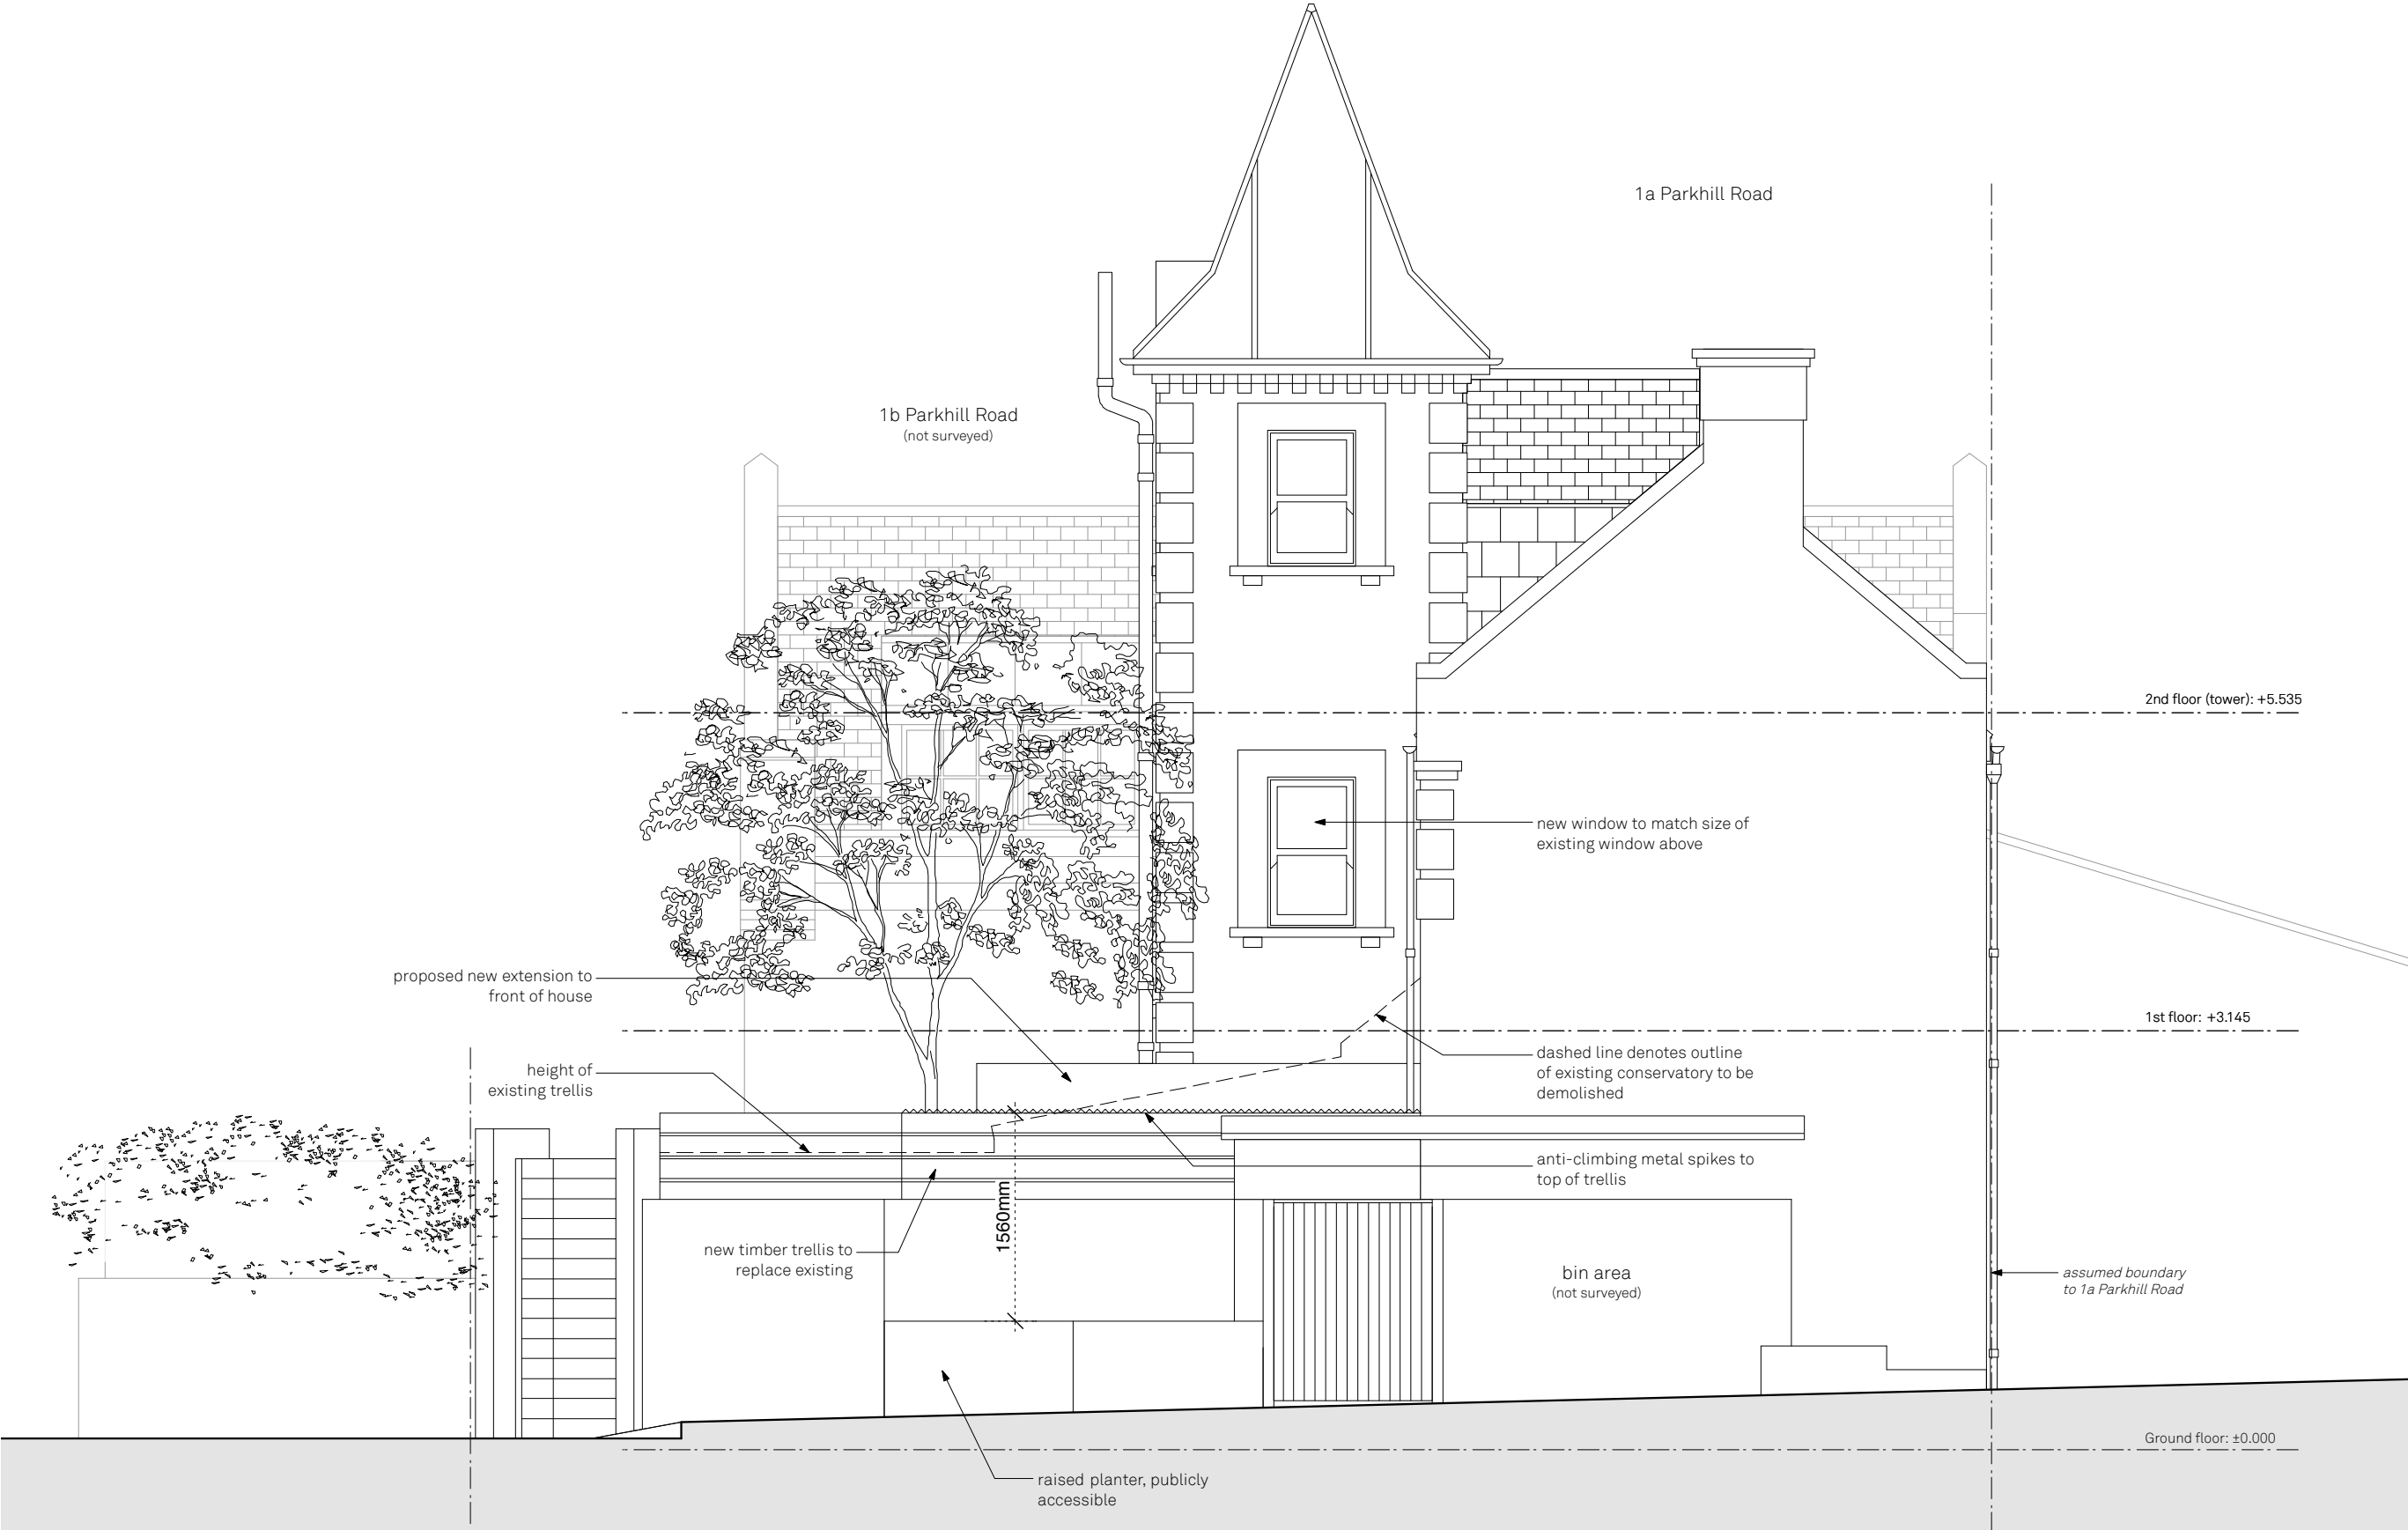 1a Parkhill Road
1b Parkhill Road
(not surveyed)
2nd floor (tower): +5.535
new window to match size of
existing window above
proposed new extension to
front of house
1st floor: +3.145
height of
existing trellis
dashed line denotes outline
of existing conservatory to be
demolished
anti-climbing metal spikes to
top of trellis
1560mm
new timber trellis to
replace existing
bin area
(not surveyed)
assumed boundary
to 1a Parkhill Road
Ground floor: ±0.000
raised planter, publicly
accessible